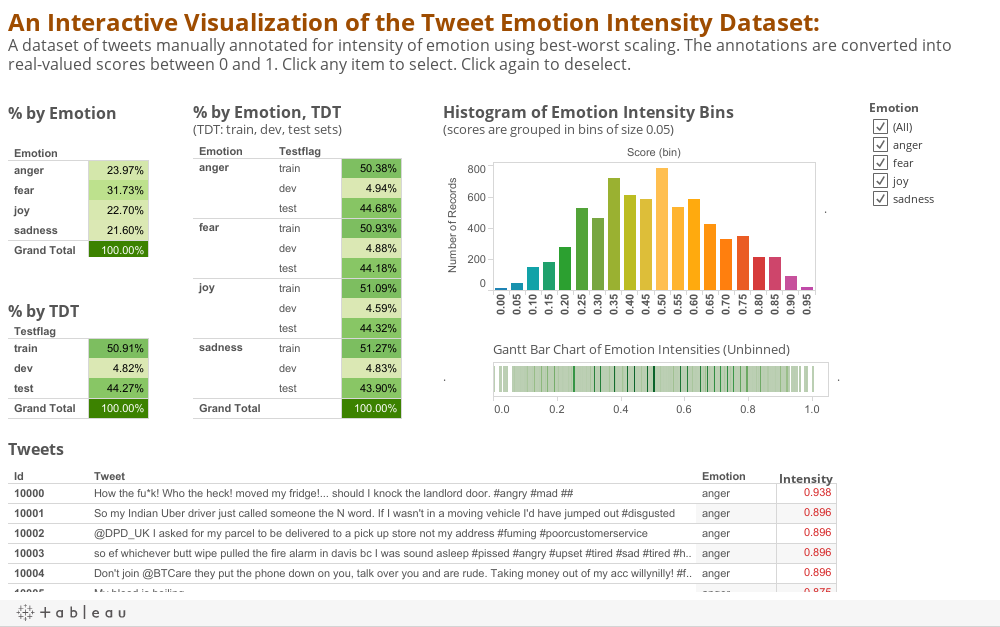 An Interactive Visualization of the Tweet Emotion Intensity Dataset:
A dataset of tweets manually annotated for intensity of emotion using best-worst scaling. The annotations are converted into
real-valued scores between 0 and 1. Click any item to select. Click again to deselect.
% by Emotion
Emotion
anger 23.97%
fear 31.73%
joy 22.70%
sadness 21.60%
Grand Total 100.00%
% by TDT
Testflag
train 50.91%
dev 4.82%
test 44.27%
Grand Total 100.00%
% by Emotion, TDT
(TDT: train, dev, test sets)
Emotion Testflag
anger train 50.38%
dev 4.94%
test 44.68%
fear train 50.93%
dev 4.88%
test 44.18%
joy train 51.09%
dev 4.59%
test 44.32%
sadness train 51.27%
dev 4.83%
test 43.90%
Grand Total 100.00%
Histogram of Emotion Intensity Bins
(scores are grouped in bins of size 0.05)
Score (bin)
Number of Records
800
600
400
200
0
0.00 0.05 0.10 0.15 0.20 0.25 0.30 0.35 0.40 0.45 0.50 0.55 0.60 0.65 0.70 0.75 0.80 0.85 0.90 0.95
Gantt Bar Chart of Emotion Intensities (Unbinned)
0.0 0.2 0.4 0.6 0.8 1.0
Emotion
(All)
anger
fear
joy
sadness
Tweets
Id Tweet Emotion Intensity
10000 How the fu*k! Who the heck! moved my fridge!... should I knock the landlord door. #angry #mad ## anger 0.938
10001 So my Indian Uber driver just called someone the N word. If I wasn't in a moving vehicle I'd have jumped out #disgusted anger 0.896
10002 @DPD_UK I asked for my parcel to be delivered to a pick up store not my address #fuming #poorcustomerservice anger 0.896
10003 so ef whichever butt wipe pulled the fire alarm in davis bc I was sound asleep #pissed #angry #upset #tired #sad #tired #h.. anger 0.896
10004 Don't join @BTCare they put the phone down on you, talk over you and are rude. Taking money out of my acc willynilly! #f.. anger 0.896
+ableau